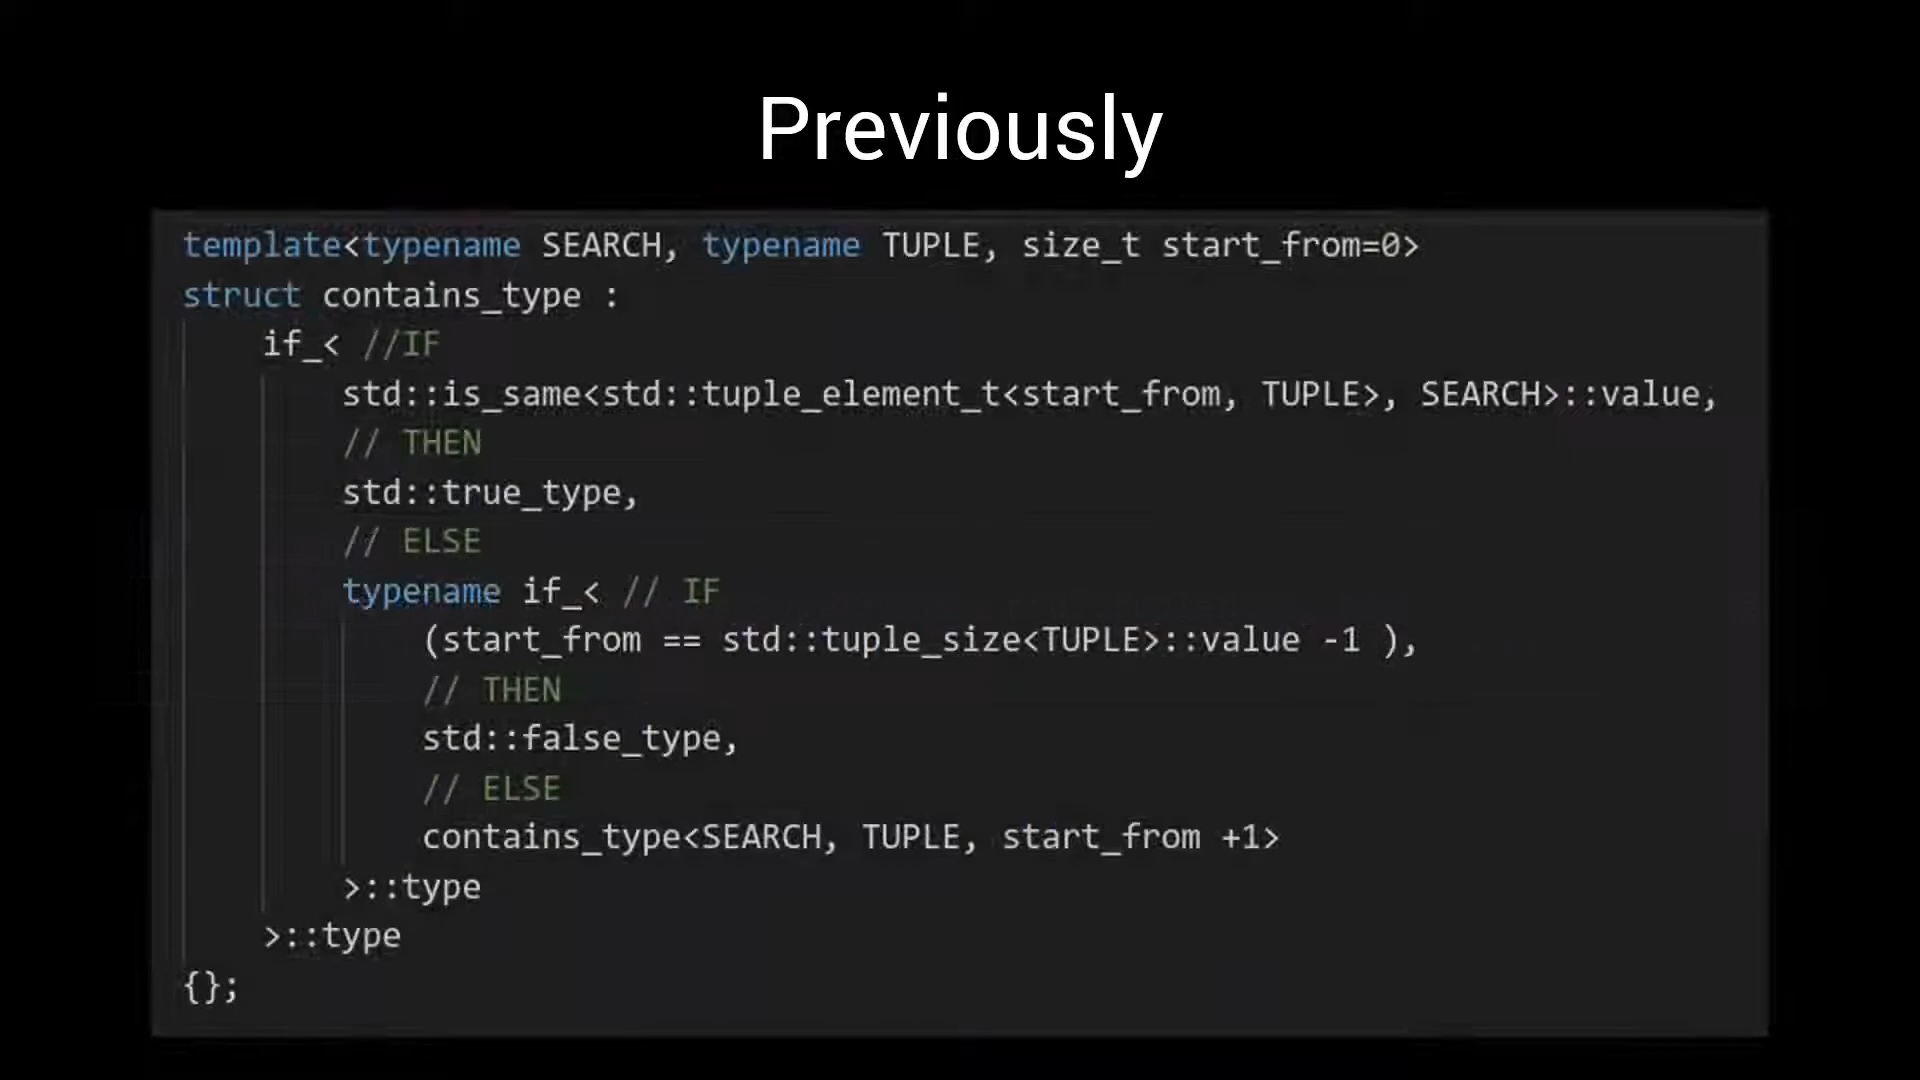 Previously
template<typename SEARCH, typename TUPLE, size_t start_from=0>
struct contains_type :
if_< //IF
std::is_same<std::tuple_element_t<start_from, TUPLE>, SEARCH>::value,
// THEN
std::true_type,
// ELSE
typename if_< // IF
(start_from == std::tuple_size<TUPLE>::value -1 ),
// THEN
std::false_type,
// ELSE
contains_type<SEARCH, TUPLE, start_from +1>
>::type
>::type
{};